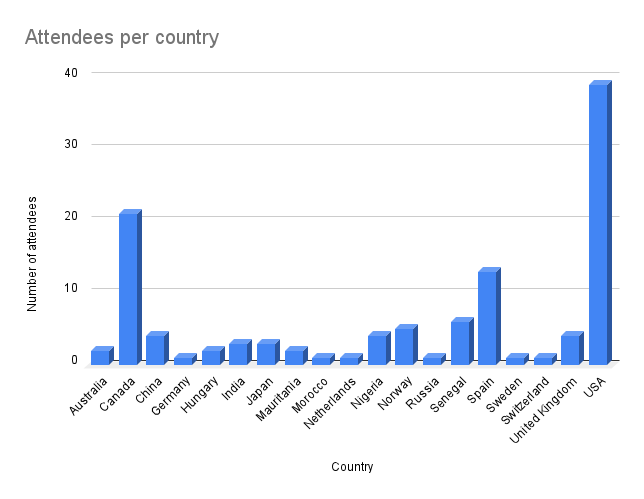 Attendees per country
40
30
20
10
0
Number of attendees
Australia
Canada
China
Germany
Hungary
India
Japan
Mauritania
Morocco
Netherlands
Nigeria
Norway
Russia
Senegal
Spain
Sweden
Switzerland
United Kingdom
USA
Country